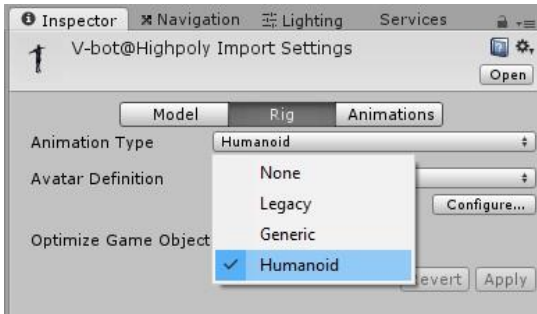 Inspector Navigation Lighting Services
V-bot@Highpoly Import Settings
Open
Model Rig Animations
Animation Type Humanoid
None
Avatar Definition
Legacy
Configure...
Generic
Optimize Game Object
Humanoid
Revert Apply